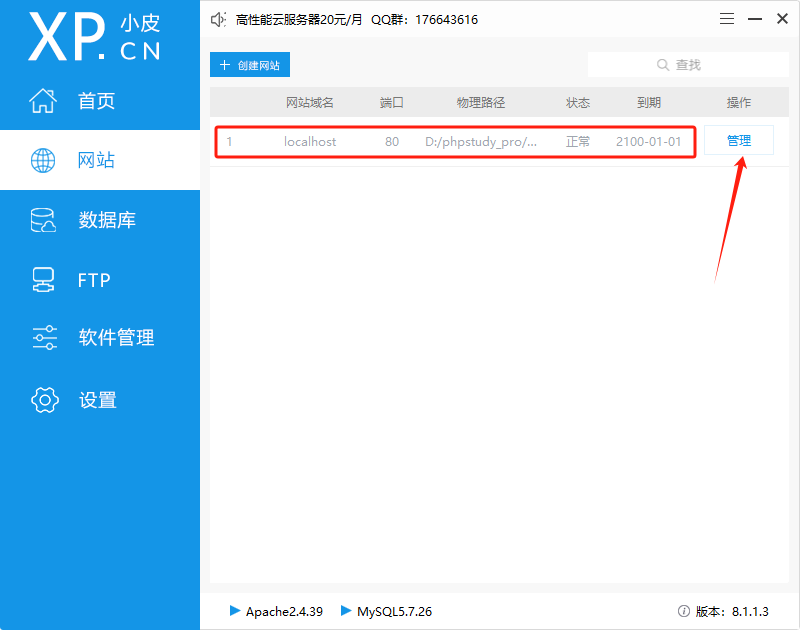 XP.CN 小皮
高性能云服务器20元/月 QQ群：176643616
首页
网站
数据库
FTP
软件管理
设置
+ 创建网站
查找
网站域名 端口 物理路径 状态 到期 操作
1 localhost 80 D:/phpstudy_pro/... 正常 2100-01-01 管理
Apache2.4.39 MySQL5.7.26 版本：8.1.1.3